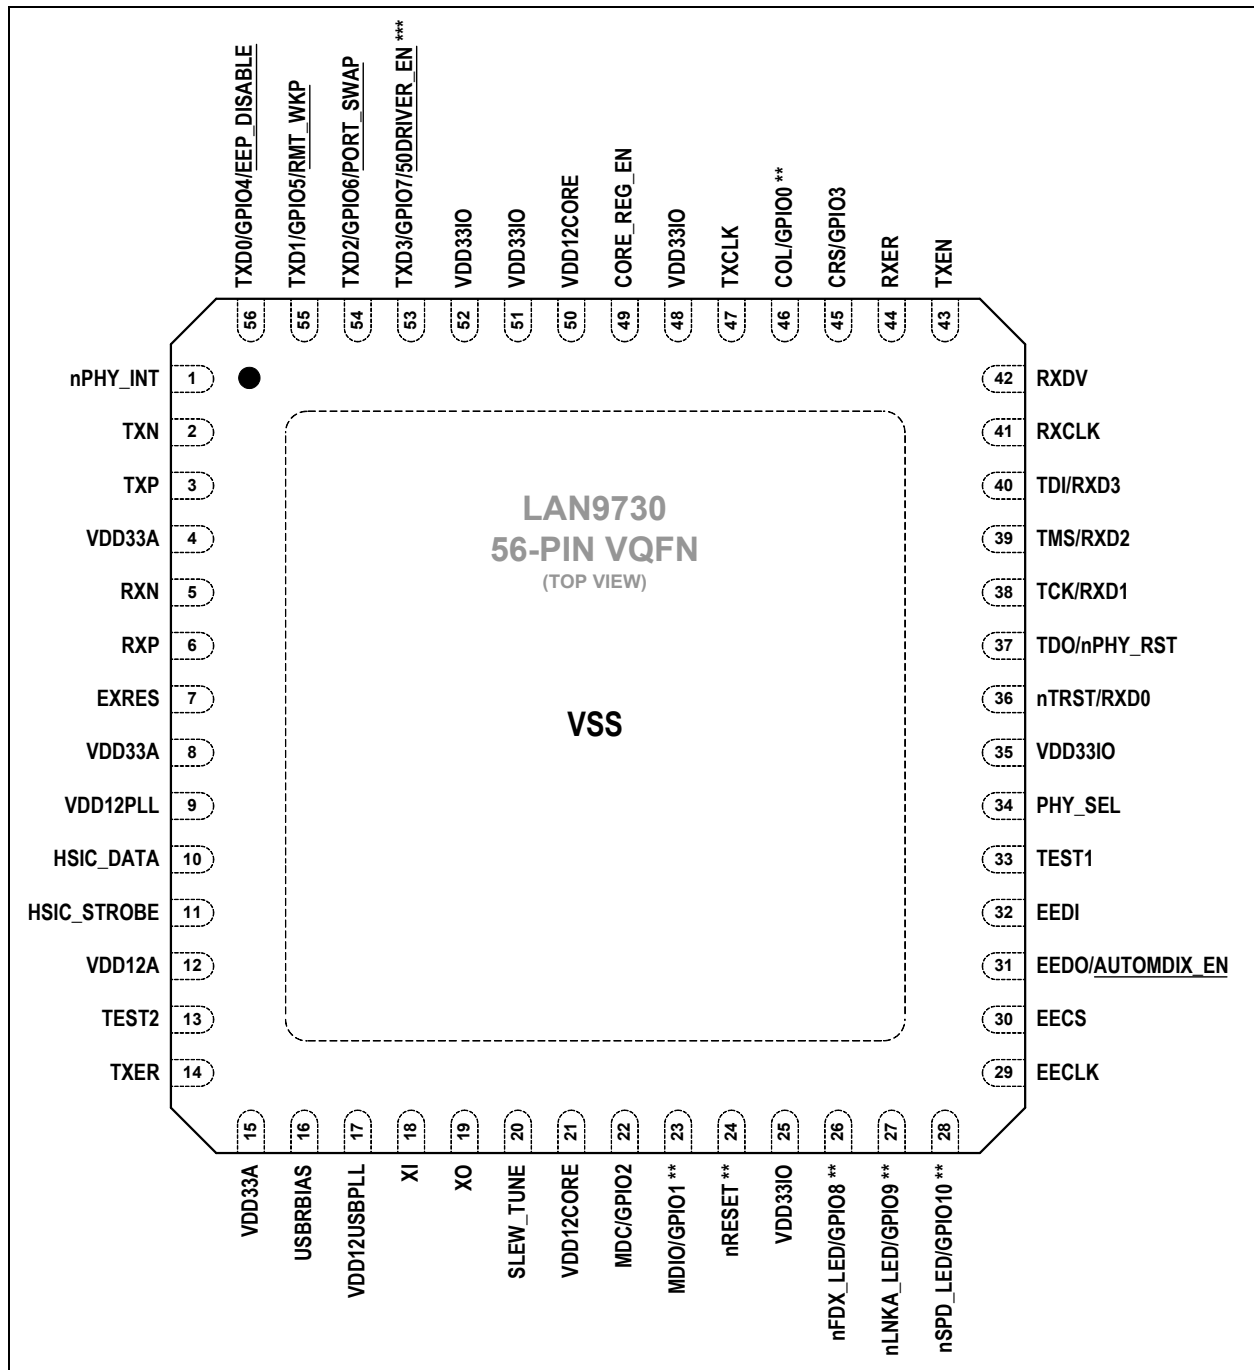 TXD0/GPIO4/EEP_DISABLE
TXD1/GPIO5/RMT_WKP
TXD2/GPIO6/PORT_SWAP
TXD3/GPIO7/50DRIVER_EN ***
VDD33IO
VDD33IO
VDD12CORE
CORE_REG_EN
VDD33IO
TXCLK
COL/GPIO0 **
CRS/GPIO3
RXER
TXEN
56
55
54
53
52
51
50
49
48
47
46
45
44
43
nPHY_INT 1
TXN 2
TXP 3
VDD33A 4
RXN 5
RXP 6
EXRES 7
VDD33A 8
VDD12PLL 9
HSIC_DATA 10
HSIC_STROBE 11
VDD12A 12
TEST2 13
TXER 14
LAN9730
56-PIN VQFN
(TOP VIEW)
VSS
42 RXDV
41 RXCLK
40 TDI/RXD3
39 TMS/RXD2
38 TCK/RXD1
37 TDO/nPHY_RST
36 nTRST/RXD0
35 VDD33IO
34 PHY_SEL
33 TEST1
32 EEDI
31 EEDO/AUTOMDIX_EN
30 EECS
29 EECLK
15
16
17
18
19
20
21
22
23
24
25
26
27
28
VDD33A
USBRBIAS
VDD12USBPLL
XI
XO
SLEW_TUNE
VDD12CORE
MDC/GPIO2
MDIO/GPIO1 **
nRESET **
VDD33IO
nFDX_LED/GPIO8 **
nLNKA_LED/GPIO9 **
nSPD_LED/GPIO10 **